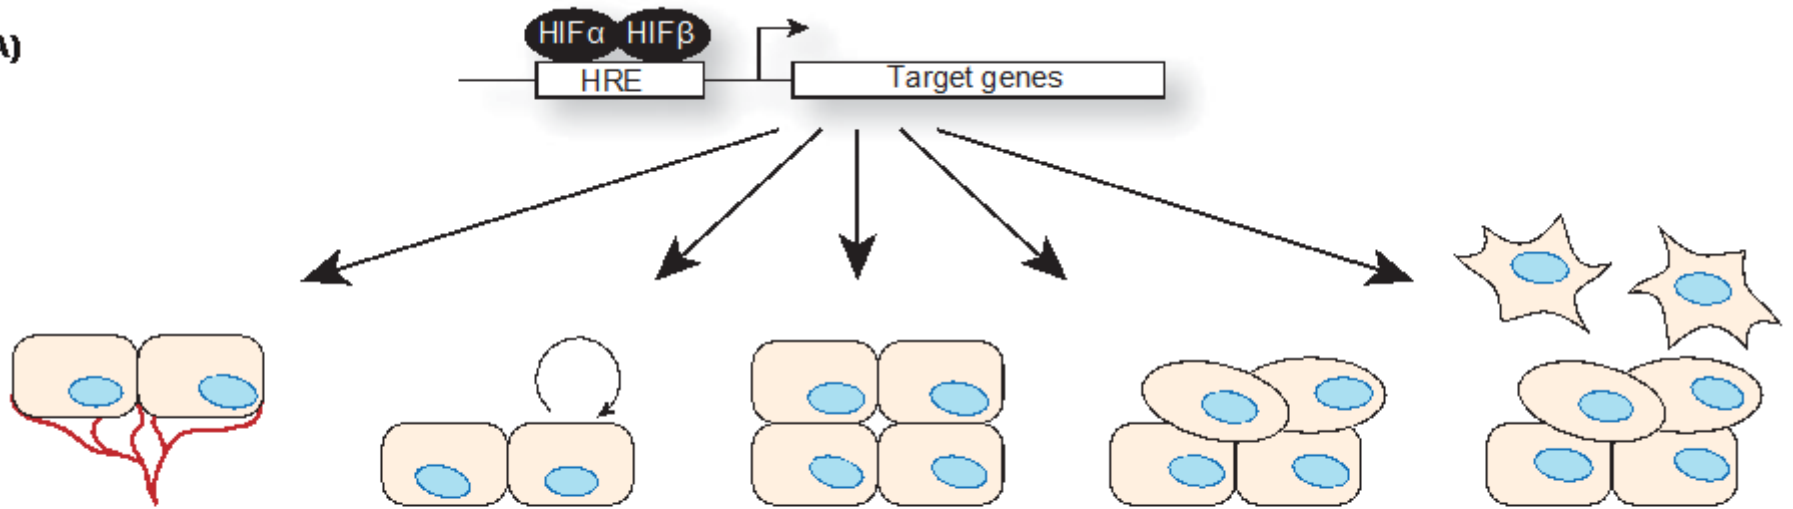 A)
HIFα HIFβ
HRE
Target genes